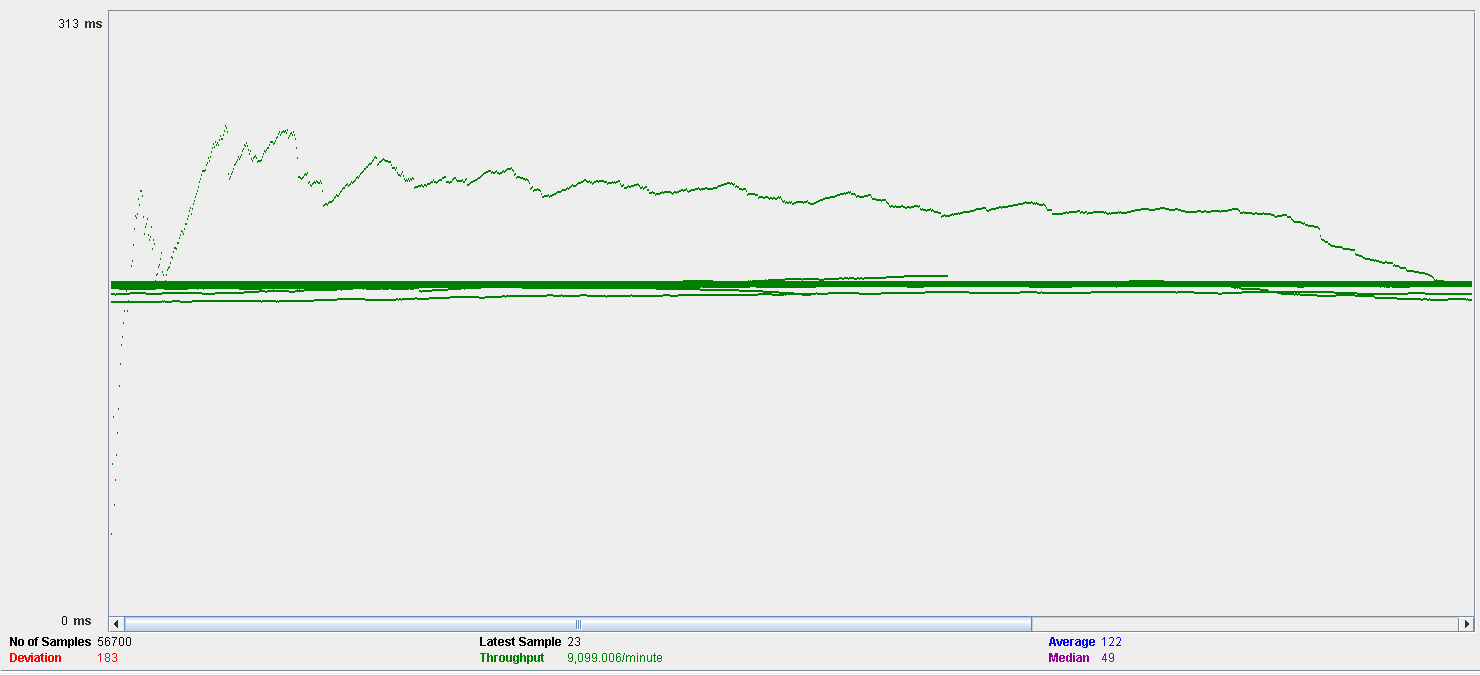 313 ms
0 ms
No of Samples 56700 Latest Sample 23 Average 122
Deviation 183 Throughput 9,099.006/minute Median 49